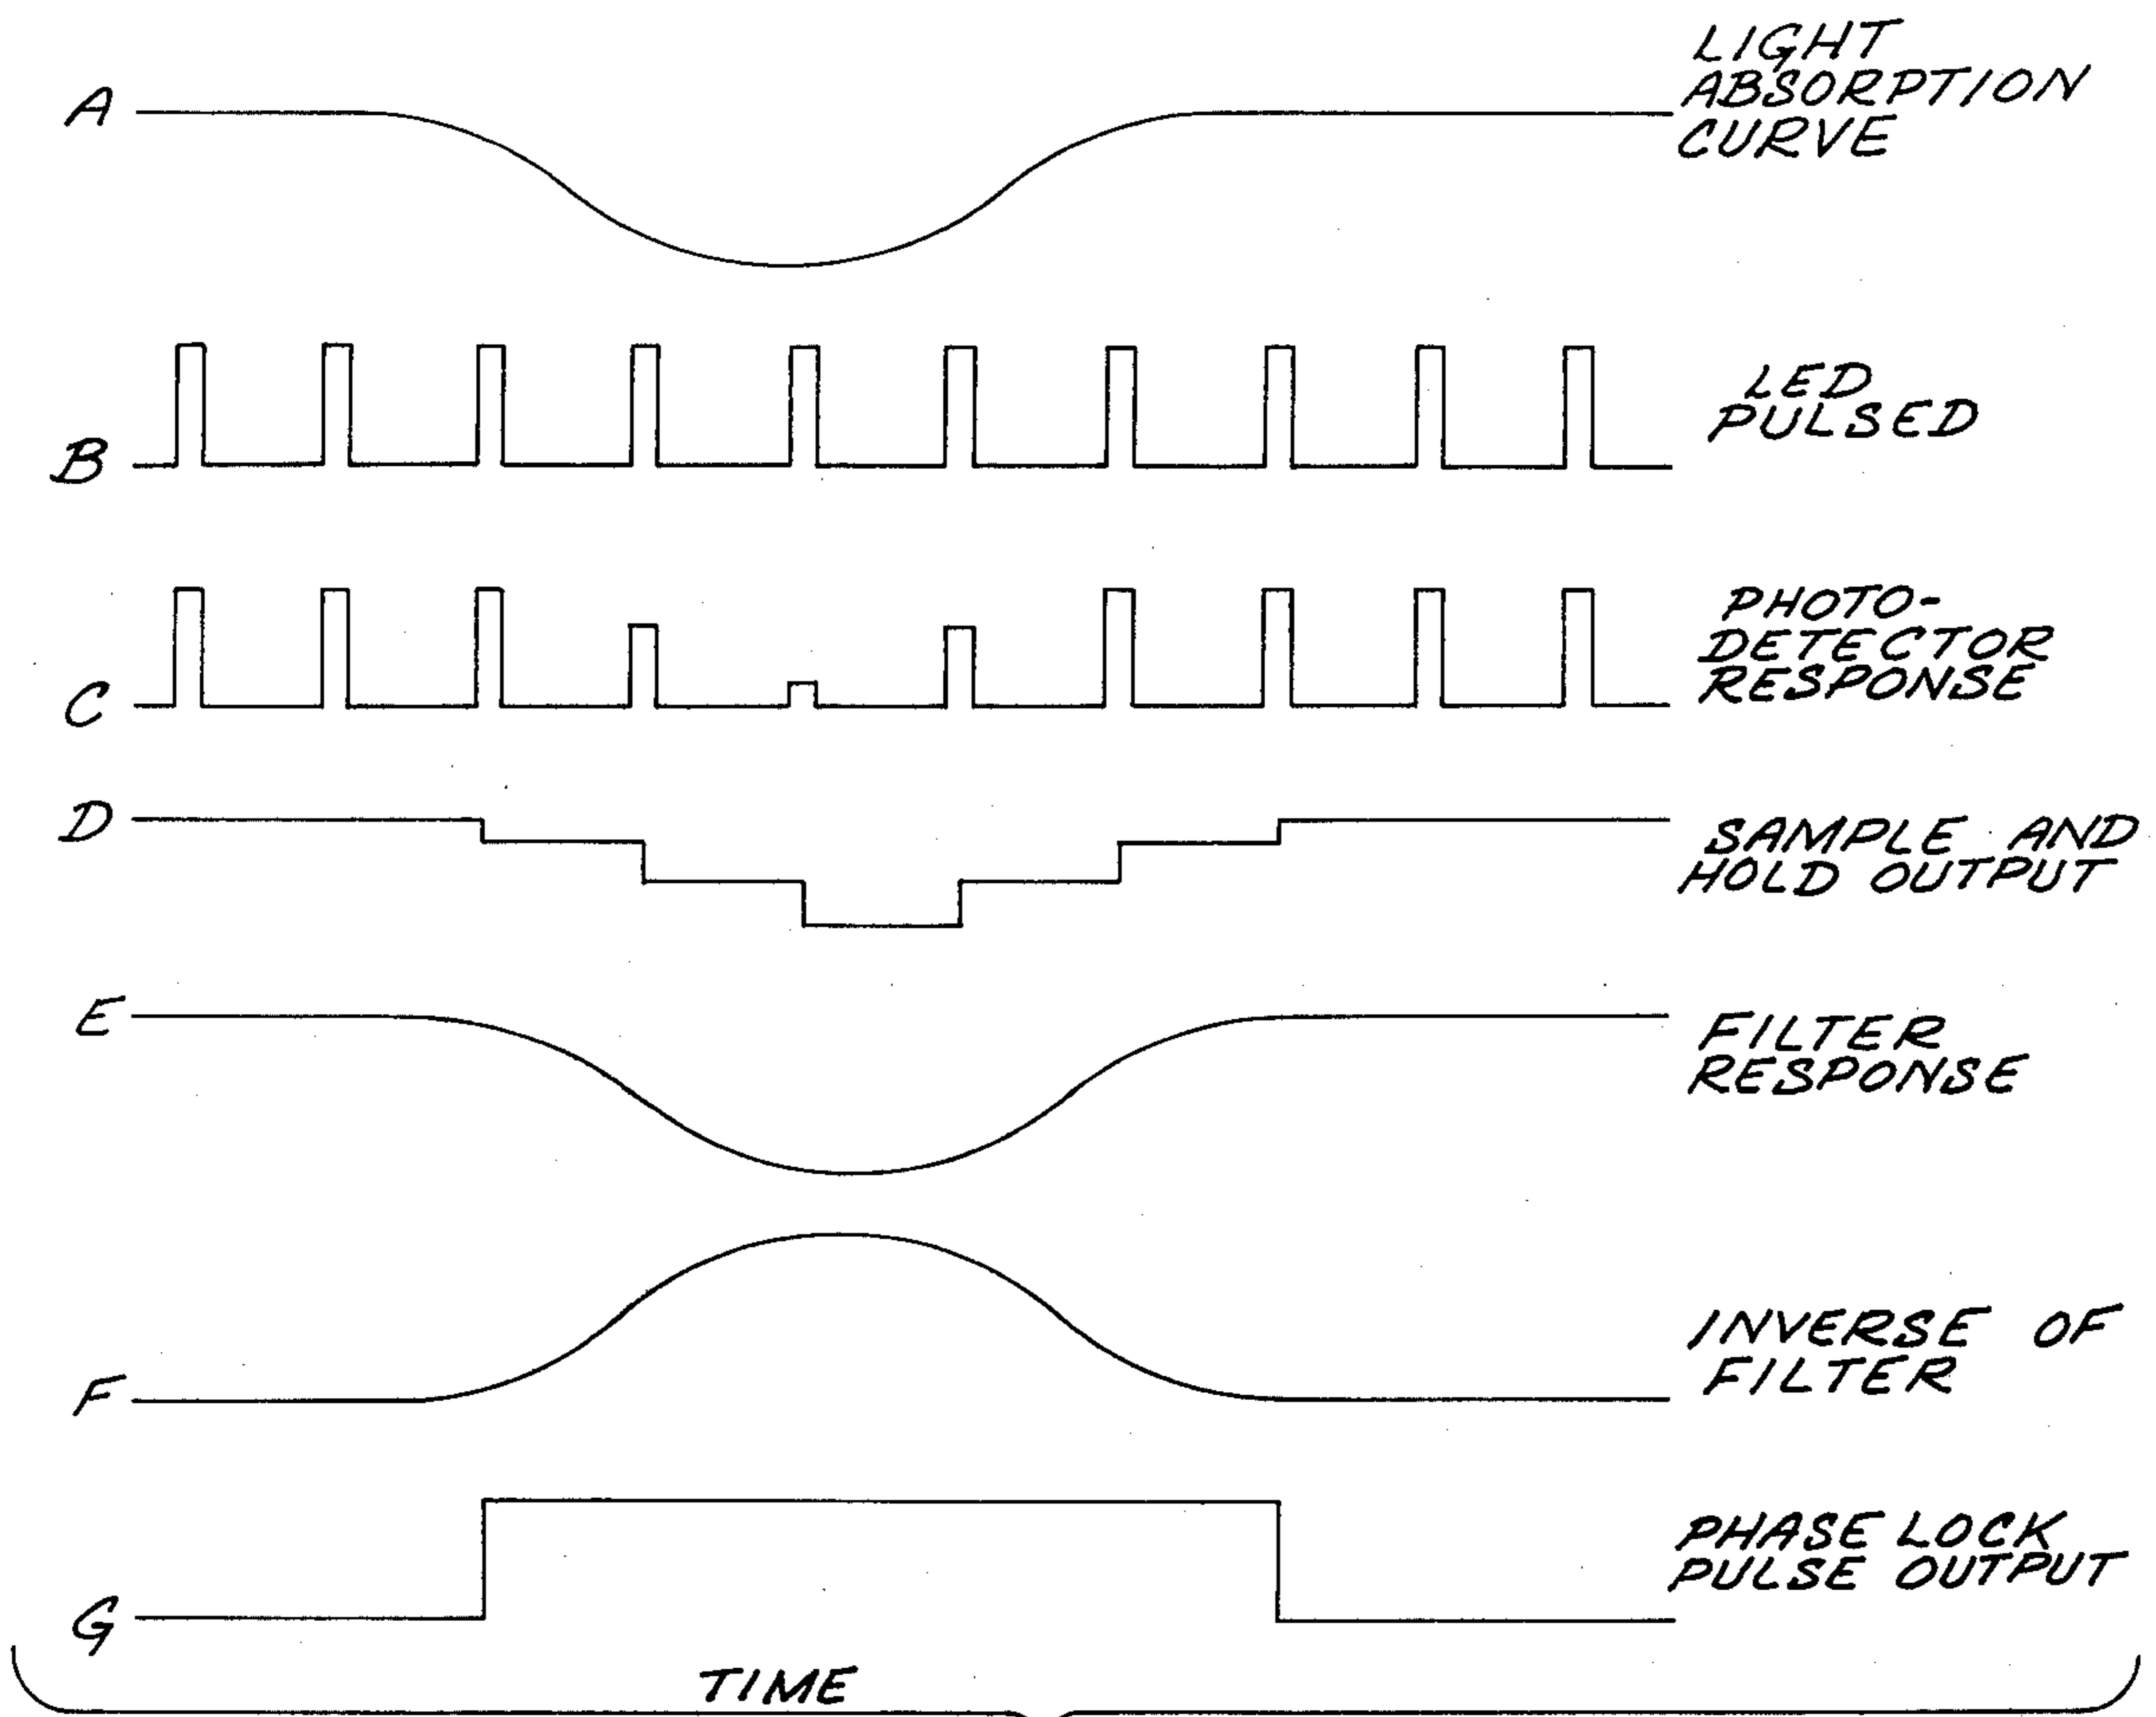 A
LIGHT
ABSORPTION
CURVE
B
LED
PULSED
C
PHOTO-
DETECTOR
RESPONSE
D
SAMPLE AND
HOLD OUTPUT
E
FILTER
RESPONSE
F
INVERSE OF
FILTER
G
PHASE LOCK
PULSE OUTPUT
TIME